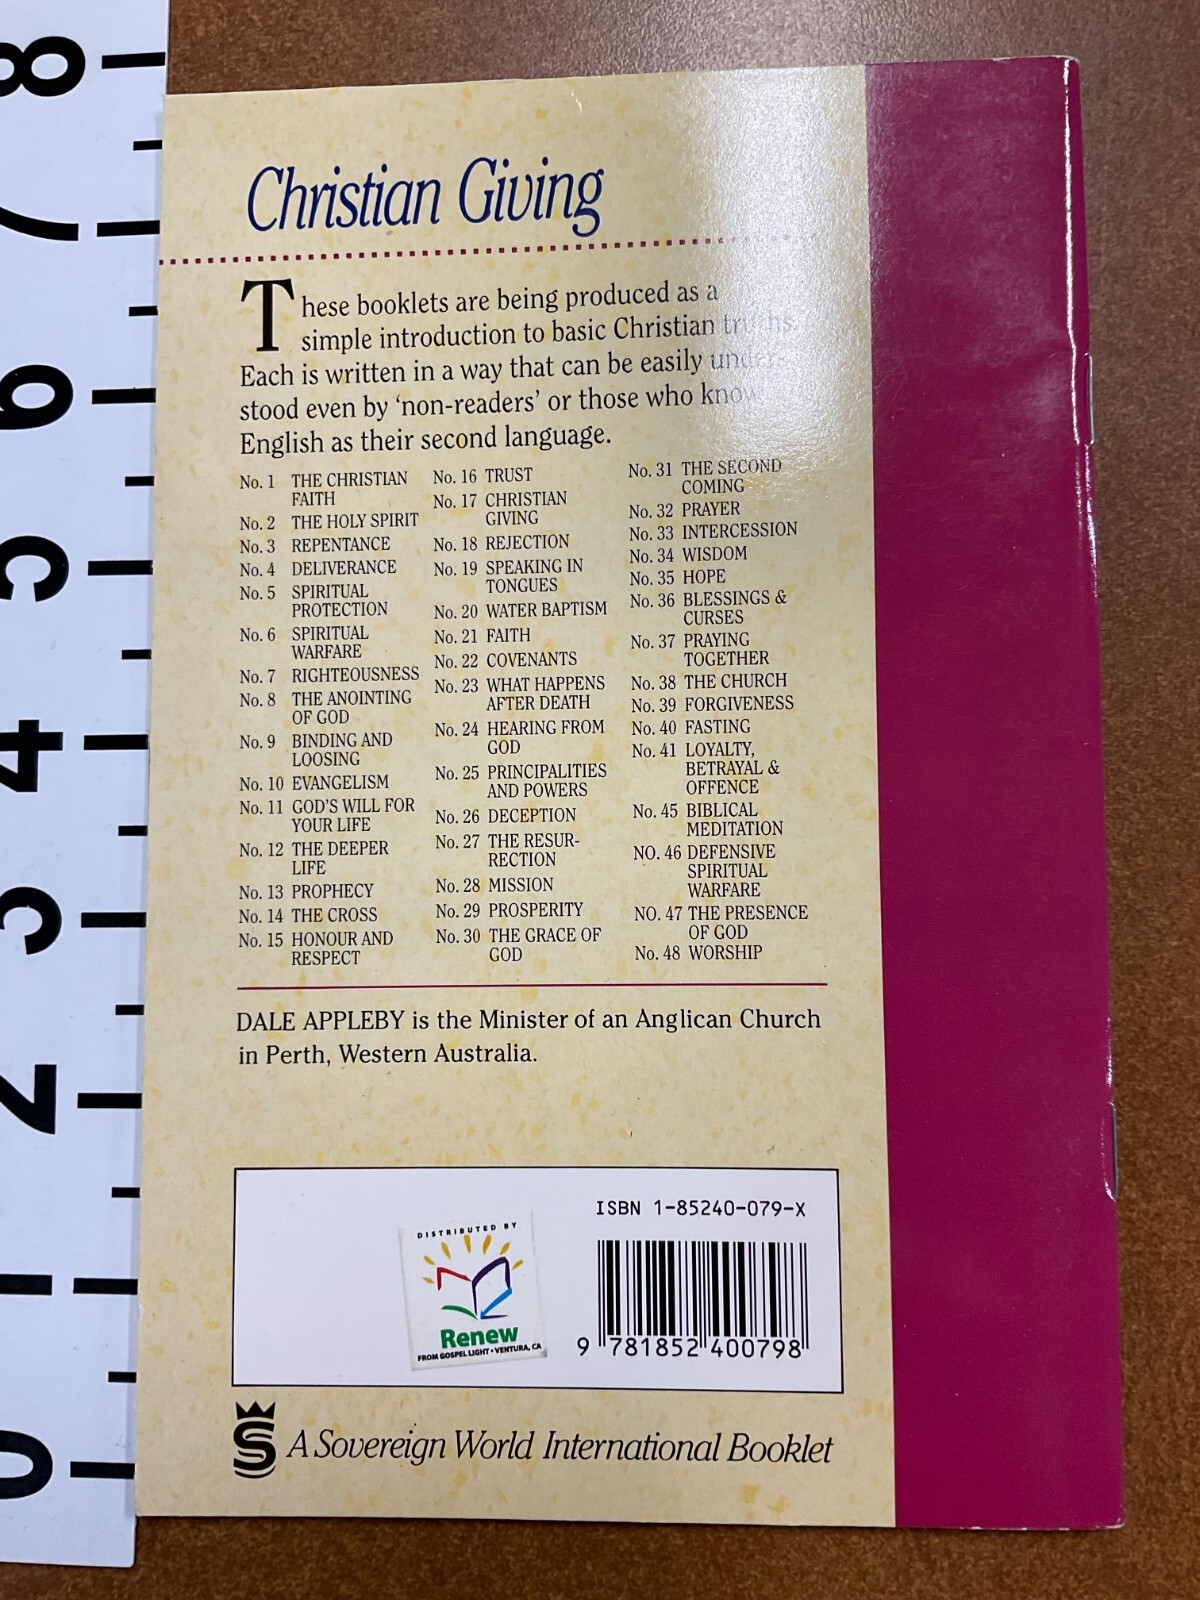 8
7
6
5
4
3
2
1
0
Christian Giving
These booklets are being produced as a
simple introduction to basic Christian truths.
Each is written in a way that can be easily under-
stood even by ‘non-readers’ or those who know
English as their second language.
No. 1 THE CHRISTIAN
FAITH
No. 2 THE HOLY SPIRIT
No. 3 REPENTANCE
No. 4 DELIVERANCE
No. 5 SPIRITUAL
PROTECTION
No. 6 SPIRITUAL
WARFARE
No. 7 RIGHTEOUSNESS
No. 8 THE ANOINTING
OF GOD
No. 9 BINDING AND
LOOSING
No. 10 EVANGELISM
No. 11 GOD'S WILL FOR
YOUR LIFE
No. 12 THE DEEPER
LIFE
No. 13 PROPHECY
No. 14 THE CROSS
No. 15 HONOUR AND
RESPECT
No. 16 TRUST
No. 17 CHRISTIAN
GIVING
No. 18 REJECTION
No. 19 SPEAKING IN
TONGUES
No. 20 WATER BAPTISM
No. 21 FAITH
No. 22 COVENANTS
No. 23 WHAT HAPPENS
AFTER DEATH
No. 24 HEARING FROM
GOD
No. 25 PRINCIPALITIES
AND POWERS
No. 26 DECEPTION
No. 27 THE RESUR-
RECTION
No. 28 MISSION
No. 29 PROSPERITY
No. 30 THE GRACE OF
GOD
No. 31 THE SECOND
COMING
No. 32 PRAYER
No. 33 INTERCESSION
No. 34 WISDOM
No. 35 HOPE
No. 36 BLESSINGS &
CURSES
No. 37 PRAYING
TOGETHER
No. 38 THE CHURCH
No. 39 FORGIVENESS
No. 40 FASTING
No. 41 LOYALTY,
BETRAYAL &
OFFENCE
No. 45 BIBLICAL
MEDITATION
NO. 46 DEFENSIVE
SPIRITUAL
WARFARE
NO. 47 THE PRESENCE
OF GOD
No. 48 WORSHIP
DALE APPLEBY is the Minister of an Anglican Church
in Perth, Western Australia.
ISBN 1-85240-079-X
DISTRIBUTED BY
Renew
FROM GOSPEL LIGHT • VENTURA, CA
9 781852 400798
S
A Sovereign World International Booklet